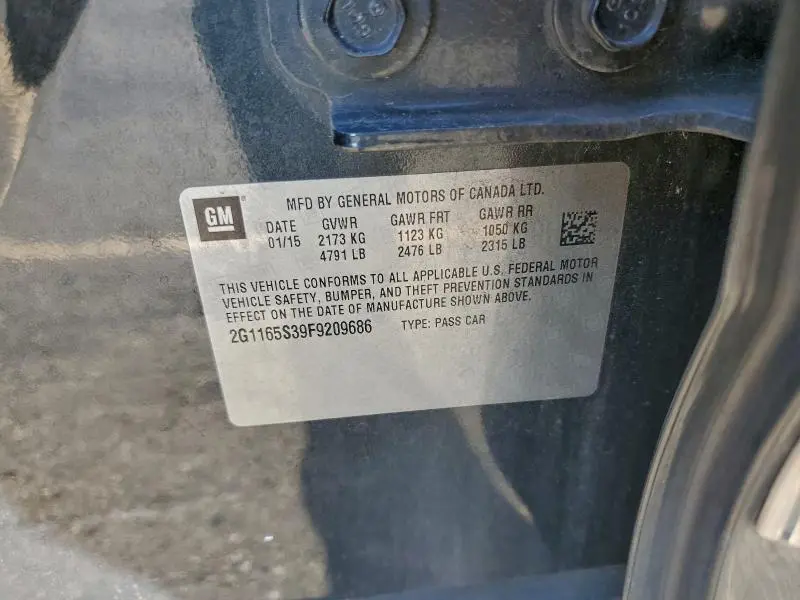 GM
MFD BY GENERAL MOTORS OF CANADA LTD.
DATE GVWR GAWR FRT GAWR RR
01/15 2173 KG 1123 KG 1050 KG
4791 LB 2476 LB 2315 LB
THIS VEHICLE CONFORMS TO ALL APPLICABLE U.S. FEDERAL MOTOR
VEHICLE SAFETY, BUMPER, AND THEFT PREVENTION STANDARDS IN
EFFECT ON THE DATE OF MANUFACTURE SHOWN ABOVE.
2G1165S39F9209686 TYPE: PASS CAR